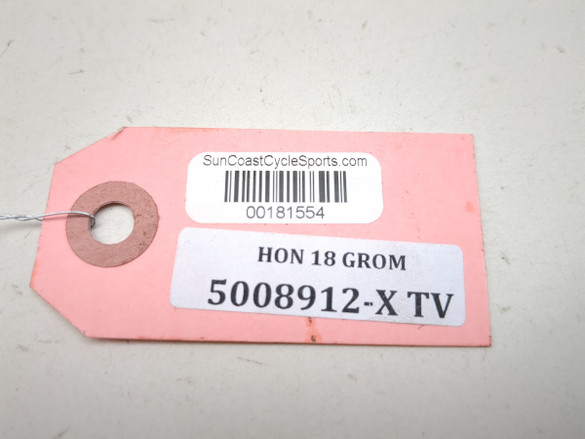 SunCoastCycleSports.com
00181554
HON 18 GROM
5008912-X TV